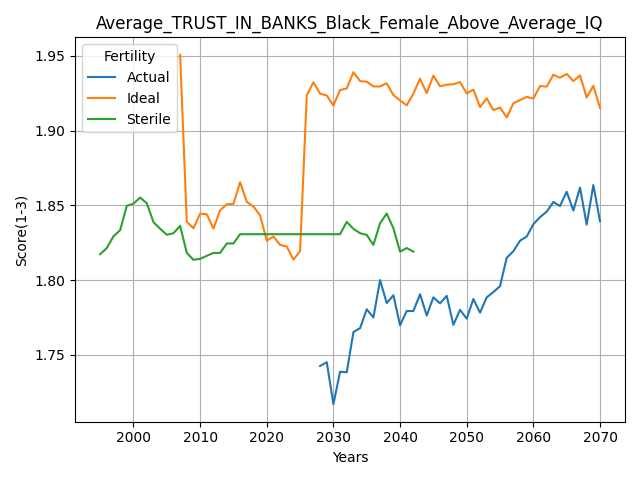 Average_TRUST_IN_BANKS_Black_Female_Above_Average_IQ
Fertility
Actual
Ideal
Sterile
Score(1-3)
1.95
1.90
1.85
1.80
1.75
2000 2010 2020 2030 2040 2050 2060 2070
Years